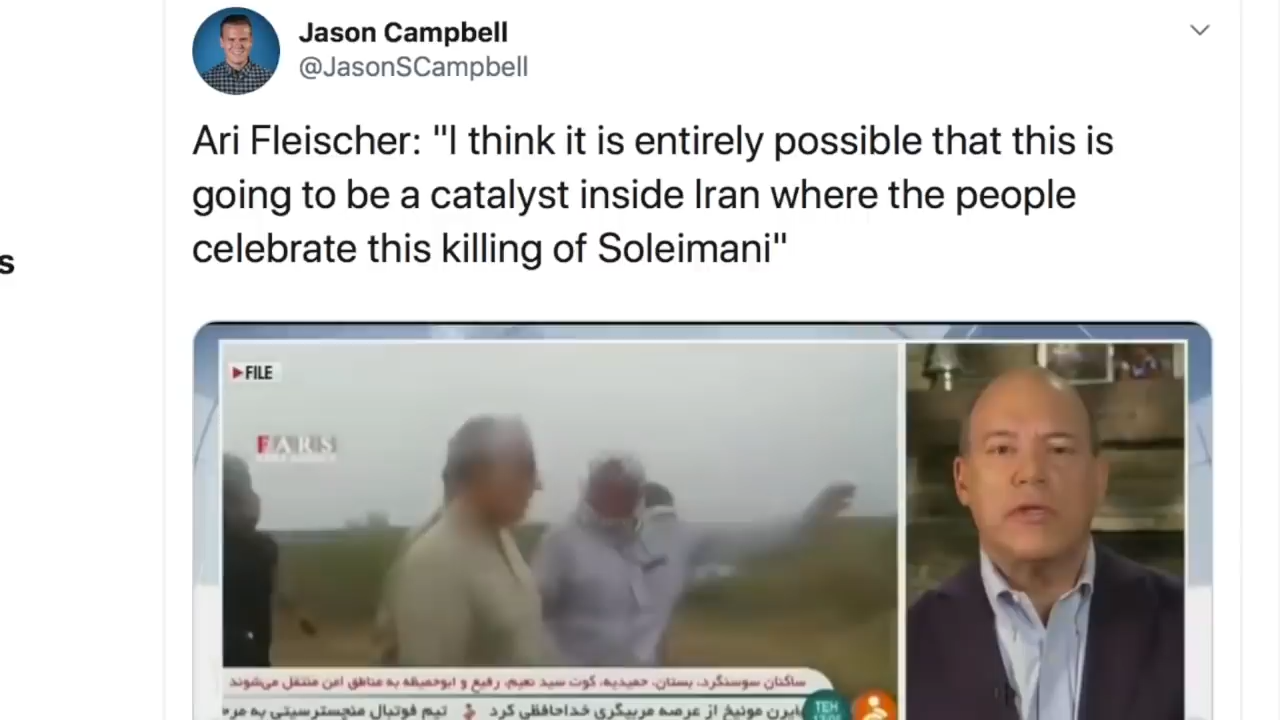 Jason Campbell
@JasonSCampbell
Ari Fleischer: "I think it is entirely possible that this is
going to be a catalyst inside Iran where the people
celebrate this killing of Soleimani"
s
FILE
FARS
ساکنان سوسنگرد، بستان، حمیدیه، کوت سید نعیم، رفیع و ابوحمیظه به مناطق امن منتقل می‌شوند
بایرن مونیخ از عرصه مربیگری خداحافظی کرد
تیم فوتبال منچسترسیتی به مر
TEH